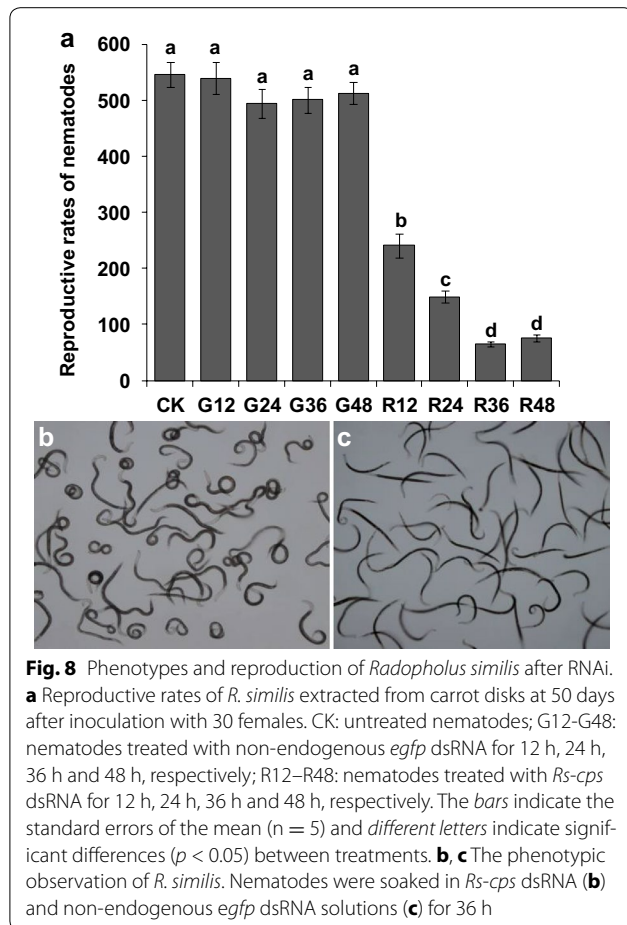 a
Reproductive rates of nematodes
600
500
400
300
200
100
0
a a a a a b c d d
CK G12 G24 G36 G48 R12 R24 R36 R48
b c
Fig. 8 Phenotypes and reproduction of Radopholus similis after RNAi.
a Reproductive rates of R. similis extracted from carrot disks at 50 days
after inoculation with 30 females. CK: untreated nematodes; G12-G48:
nematodes treated with non-endogenous egfp dsRNA for 12 h, 24 h,
36 h and 48 h, respectively; R12–R48: nematodes treated with Rs-cps
dsRNA for 12 h, 24 h, 36 h and 48 h, respectively. The bars indicate the
standard errors of the mean (n = 5) and different letters indicate signif-
icant differences (p < 0.05) between treatments. b, c The phenotypic
observation of R. similis. Nematodes were soaked in Rs-cps dsRNA (b)
and non-endogenous egfp dsRNA solutions (c) for 36 h